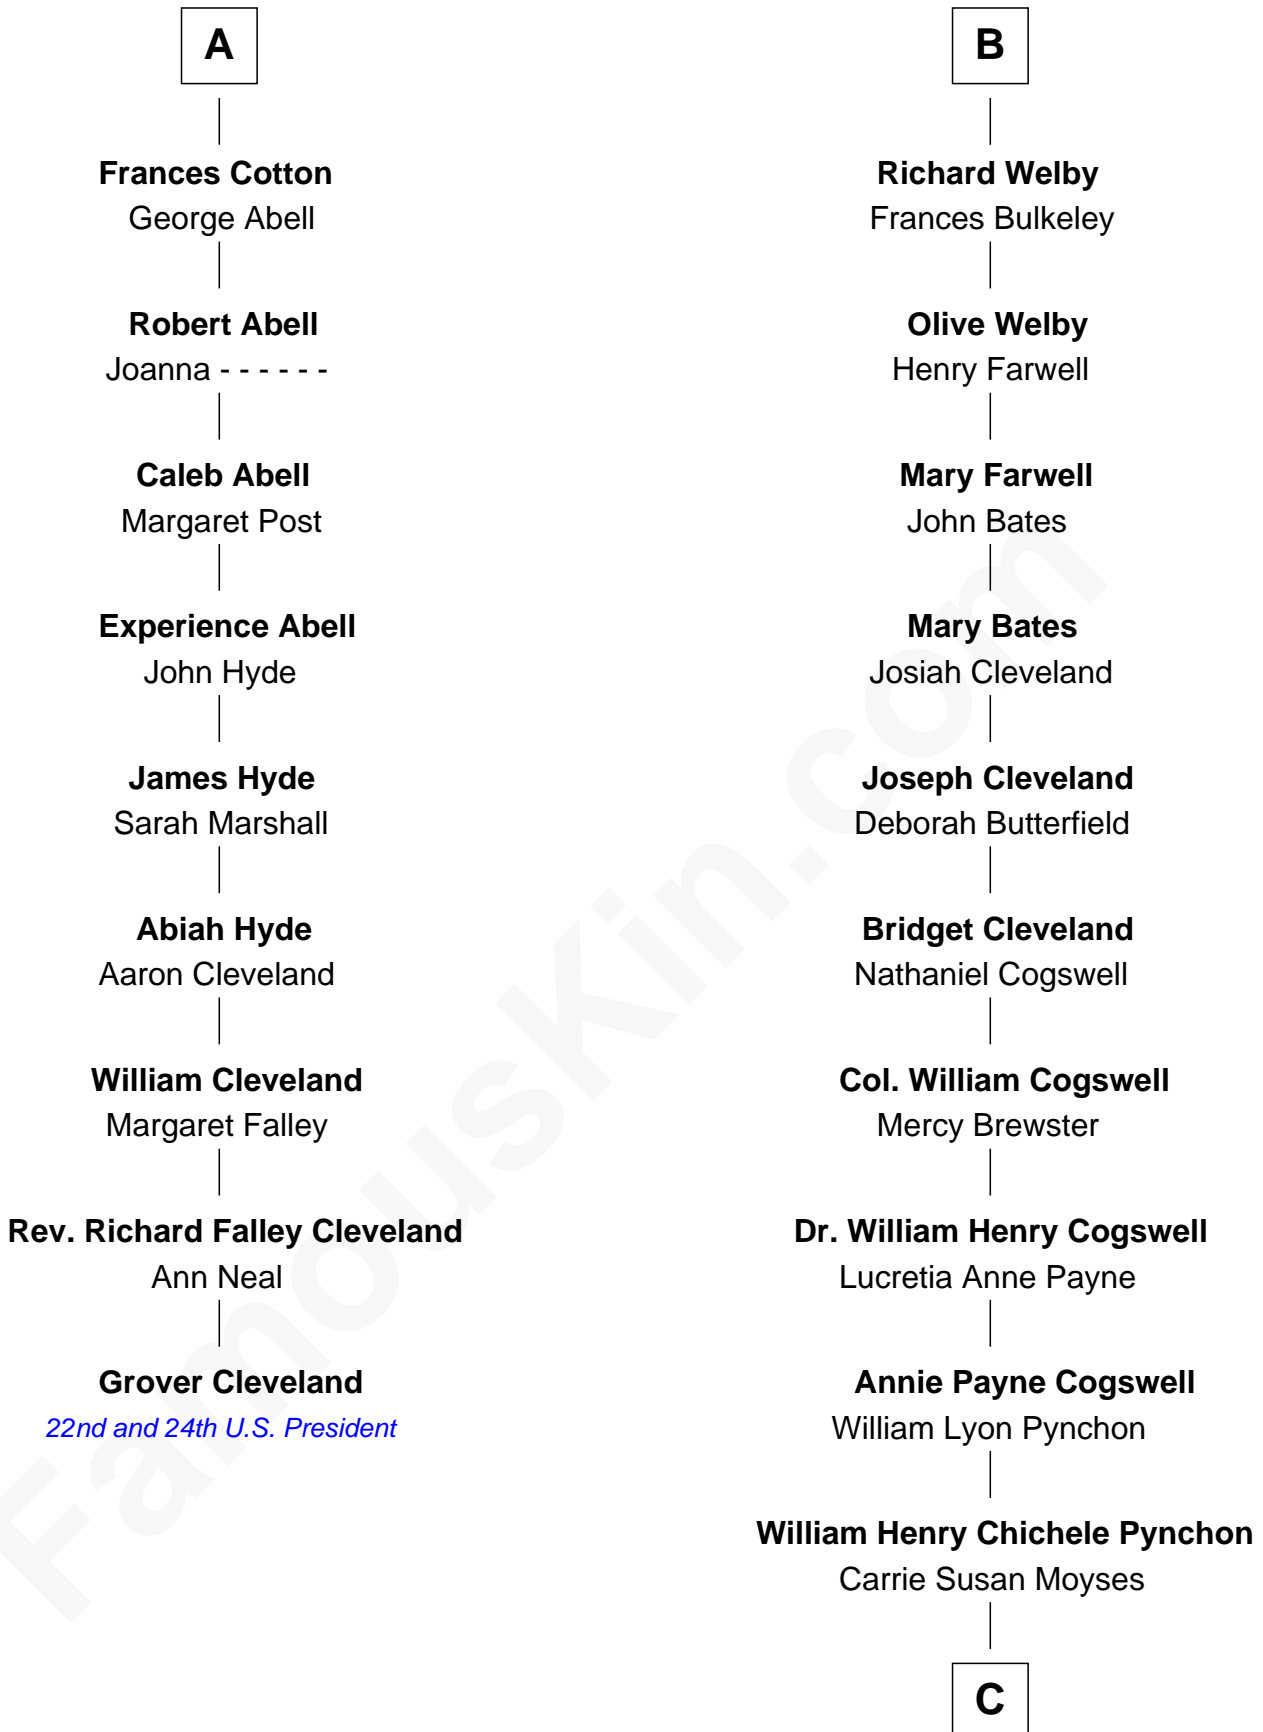 A
Frances Cotton
George Abell
Robert Abell
Joanna - - - - - -
Caleb Abell
Margaret Post
Experience Abell
John Hyde
James Hyde
Sarah Marshall
Abiah Hyde
Aaron Cleveland
William Cleveland
Margaret Falley
Rev. Richard Falley Cleveland
Ann Neal
Grover Cleveland
22nd and 24th U.S. President
B
Richard Welby
Frances Bulkeley
Olive Welby
Henry Farwell
Mary Farwell
John Bates
Mary Bates
Josiah Cleveland
Joseph Cleveland
Deborah Butterfield
Bridget Cleveland
Nathaniel Cogswell
Col. William Cogswell
Mercy Brewster
Dr. William Henry Cogswell
Lucretia Anne Payne
Annie Payne Cogswell
William Lyon Pynchon
William Henry Chichele Pynchon
Carrie Susan Moyses
C
FamousKin.com